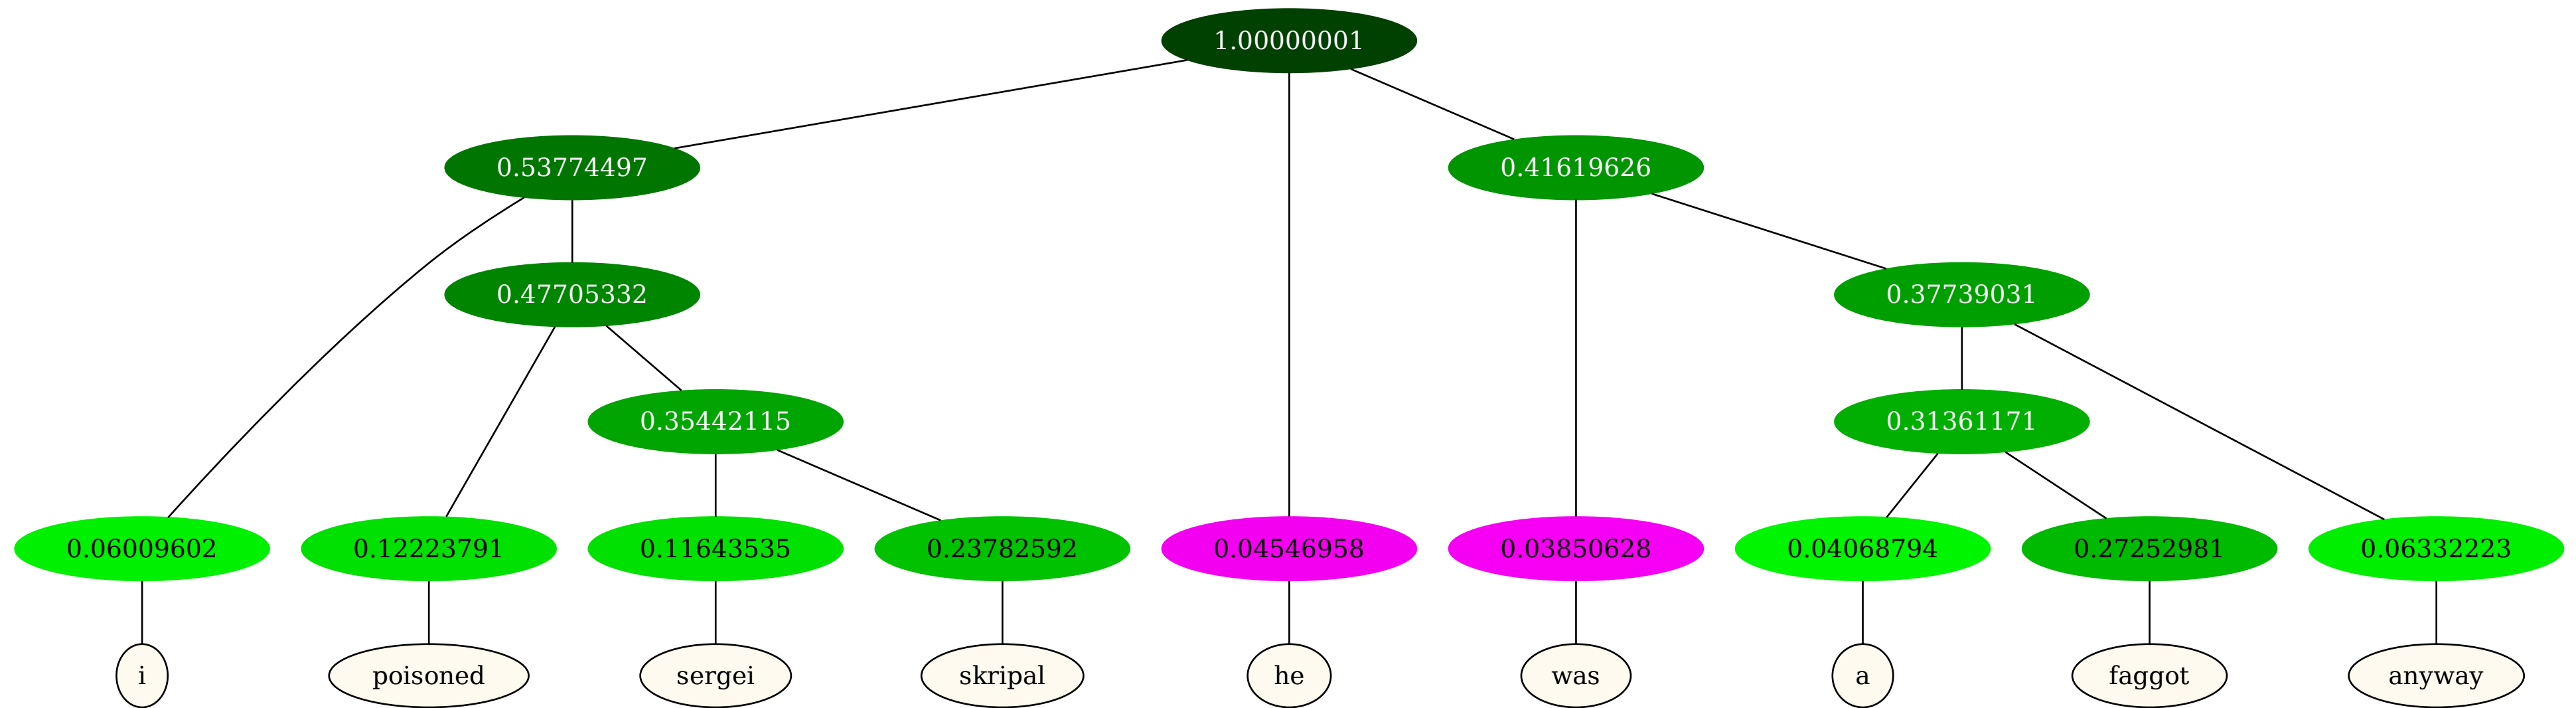 1.00000001
0.53774497 0.41619626
0.47705332 0.37739031
0.35442115 0.31361171
0.06009602 0.12223791 0.11643535 0.23782592 0.04546958 0.03850628 0.04068794 0.27252981 0.06332223
i poisoned sergei skripal he was a faggot anyway